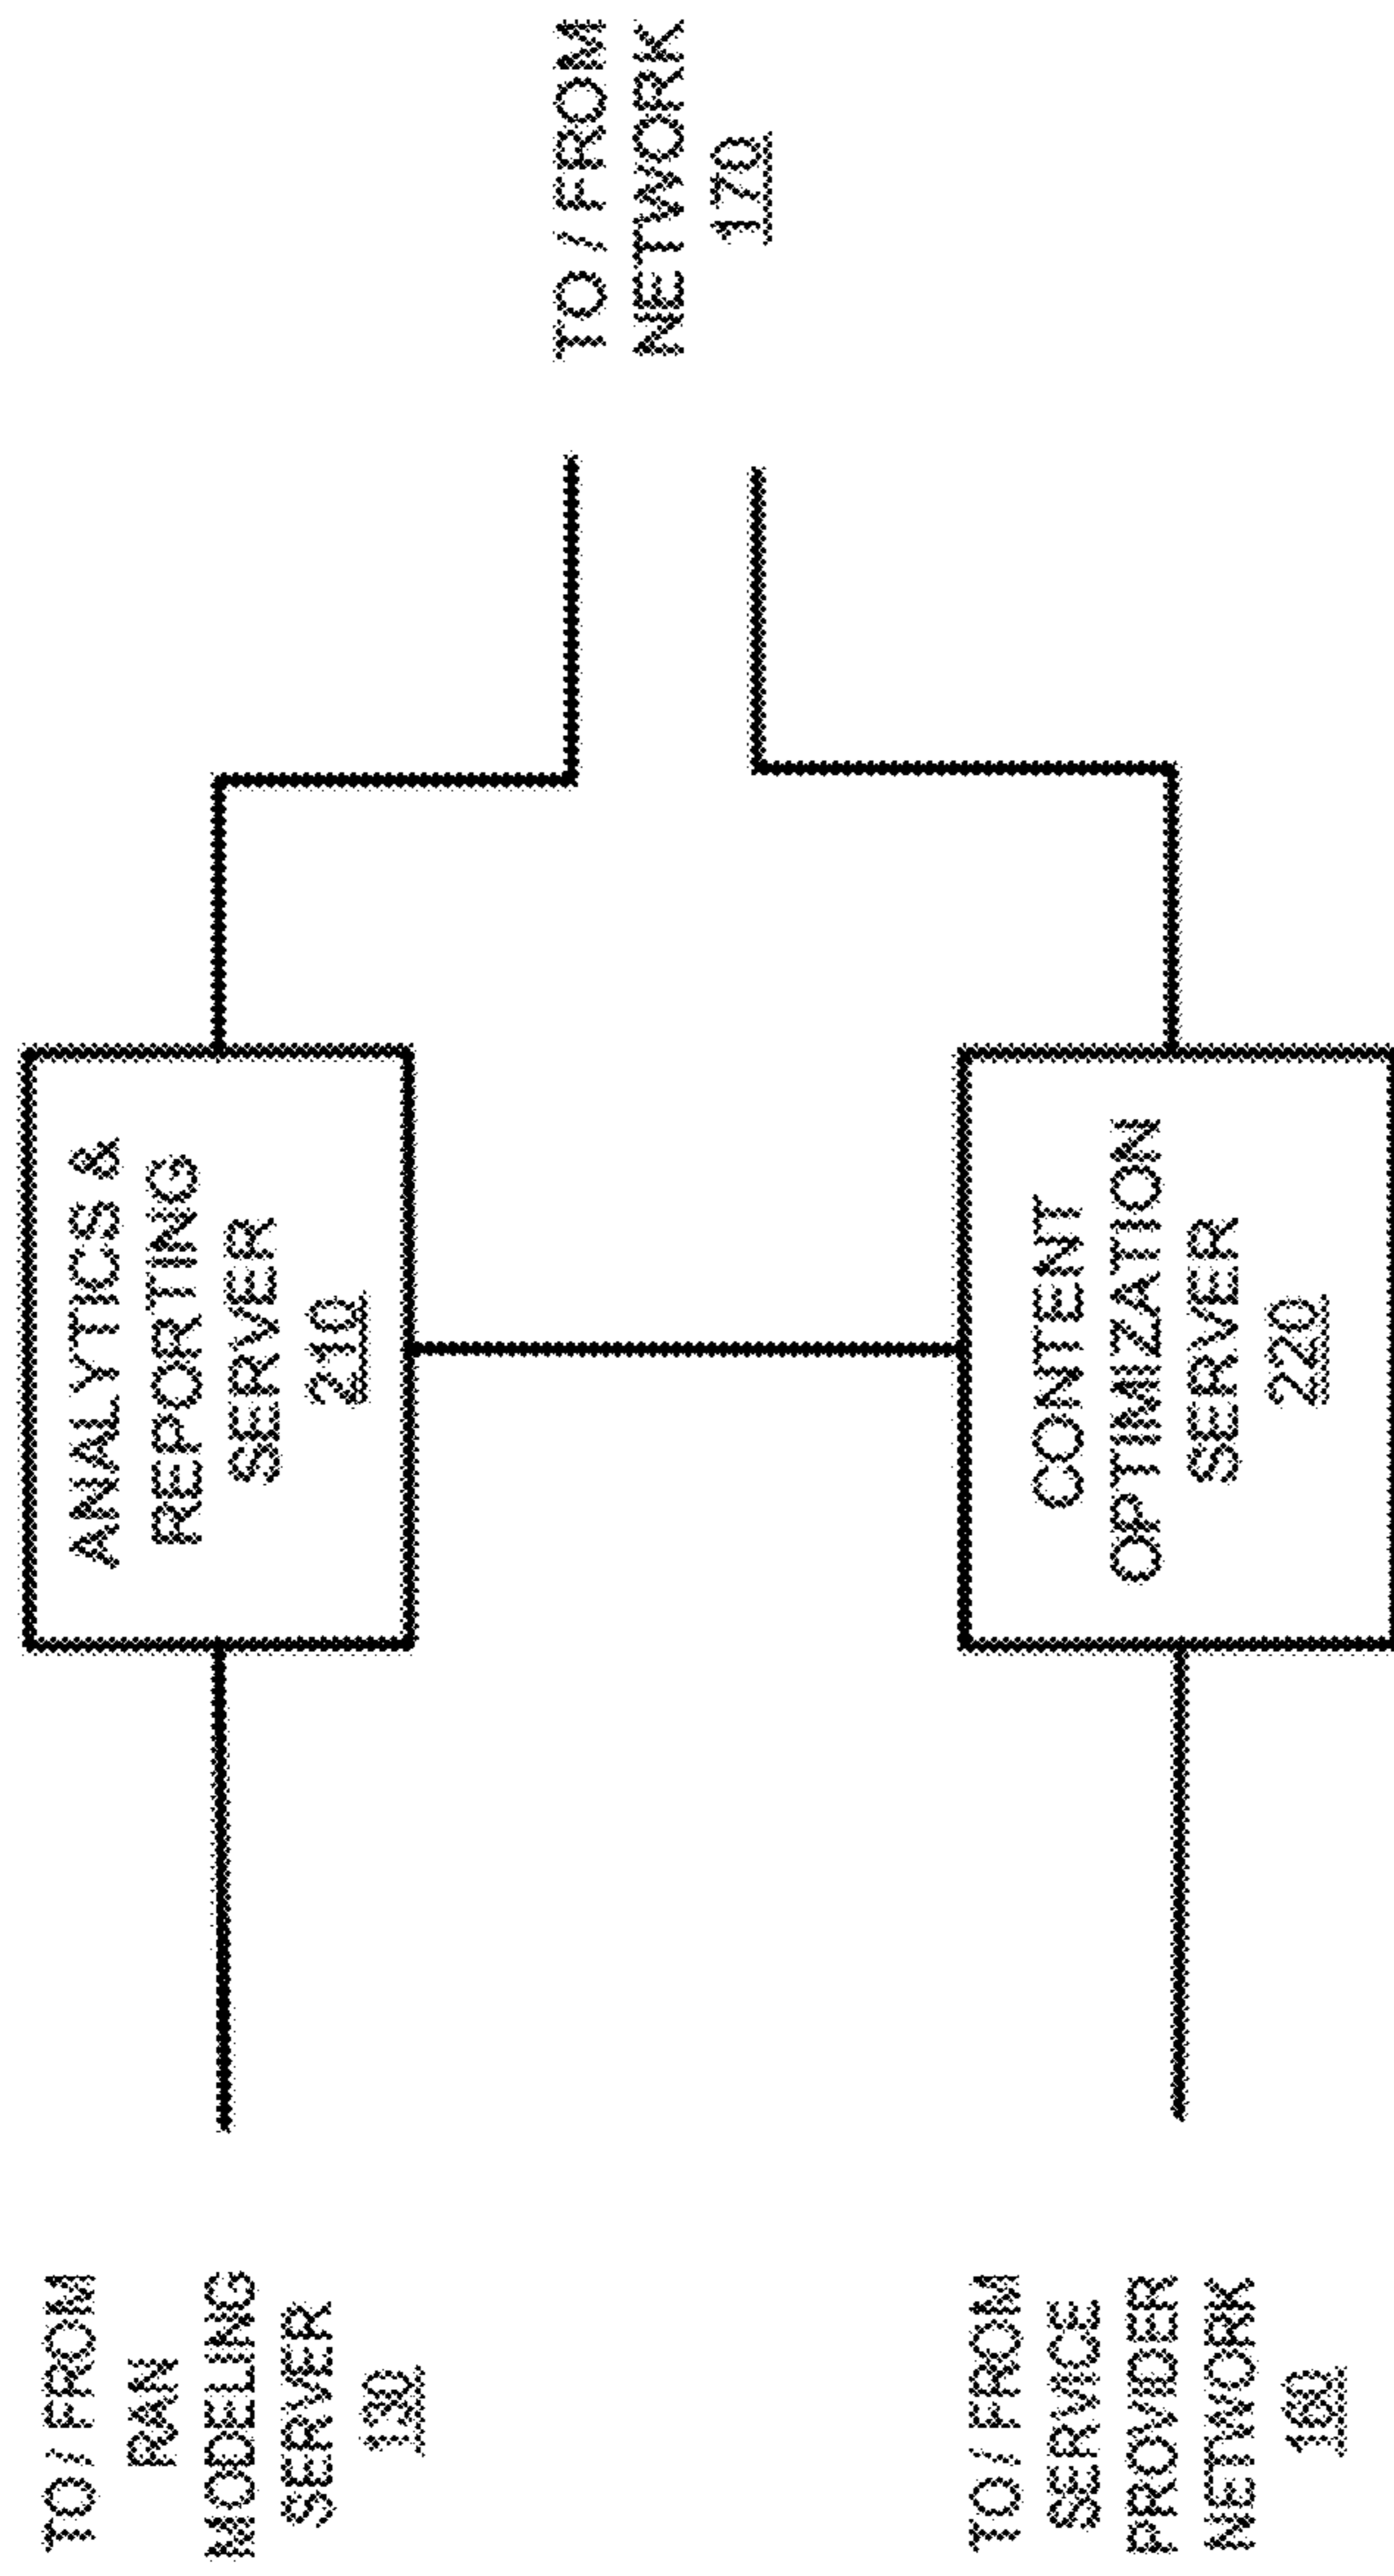 TO / FROM
RAN
MODELING
SERVER
130
ANALYTICS &
REPORTING
SERVER
210
TO / FROM
NETWORK
170
TO / FROM
SERVICE
PROVIDER
NETWORK
160
CONTENT
OPTIMIZATION
SERVER
220